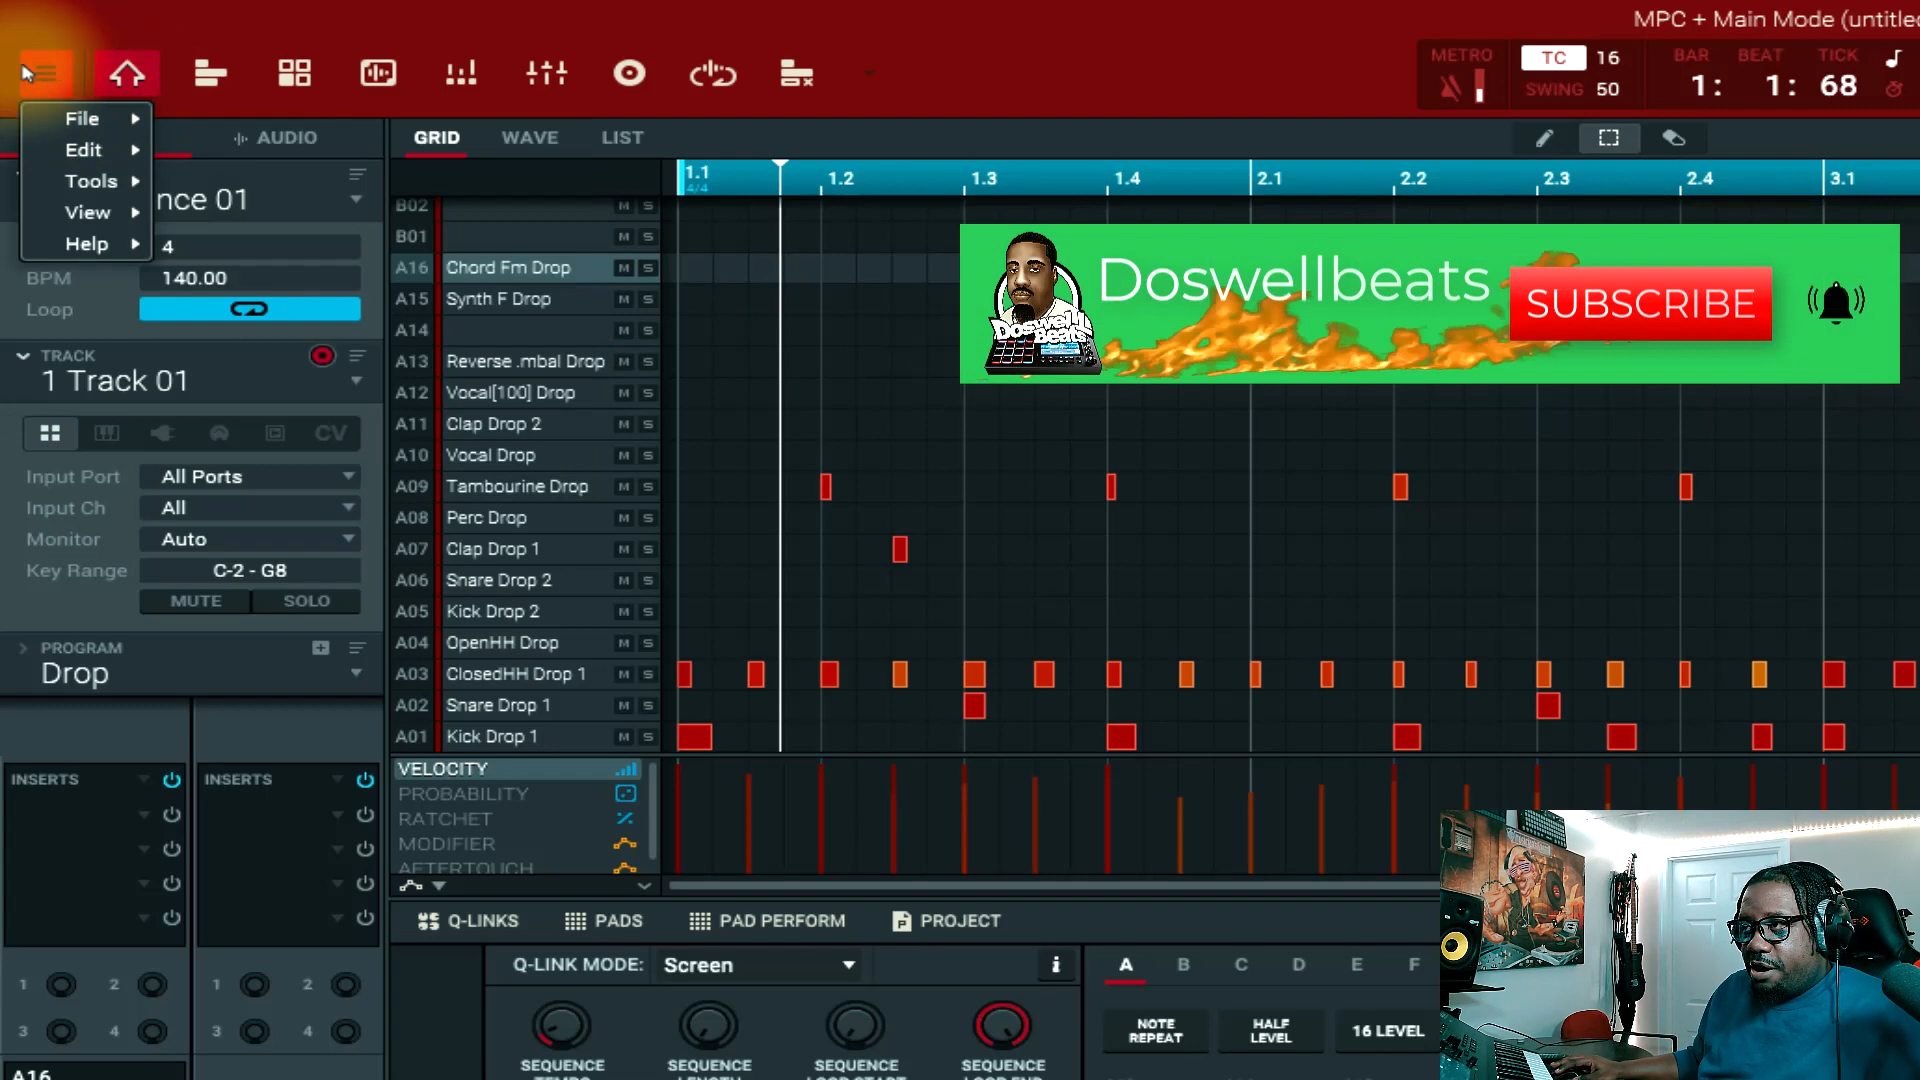 MPC + Main Mode (untitled
METRO
TC 16
SWING 50
BAR BEAT TICK
1: 1: 68
File
Edit
Tools
View
Help
AUDIO
nce 01
4
BPM 140.00
Loop
TRACK
1 Track 01
CV
Input Port All Ports
Input Ch All
Monitor Auto
Key Range C-2 - G8
MUTE SOLO
PROGRAM
Drop
INSERTS INSERTS
1 2 1 2
3 4 3 4
A16
GRID WAVE LIST
1.1 1.2 1.3 1.4 2.1 2.2 2.3 2.4 3.1
4/4
B02 M S
B01 M S
A16 Chord Fm Drop M S
A15 Synth F Drop M S
A14 M S
A13 Reverse .mbal Drop M S
A12 Vocal[100] Drop M S
A11 Clap Drop 2 M S
A10 Vocal Drop M S
A09 Tambourine Drop M S
A08 Perc Drop M S
A07 Clap Drop 1 M S
A06 Snare Drop 2 M S
A05 Kick Drop 2 M S
A04 OpenHH Drop M S
A03 ClosedHH Drop 1 M S
A02 Snare Drop 1 M S
A01 Kick Drop 1 M S
Doswell Beats
Doswellbeats
SUBSCRIBE
VELOCITY
PROBABILITY
RATCHET
MODIFIER
AFTERTOUCH
Q-LINKS PADS PAD PERFORM PROJECT
Q-LINK MODE: Screen
A B C D E F
NOTE REPEAT
HALF LEVEL
16 LEVEL
SEQUENCE TEMPO
SEQUENCE LENGTH
SEQUENCE LOOP START
SEQUENCE LOOP END